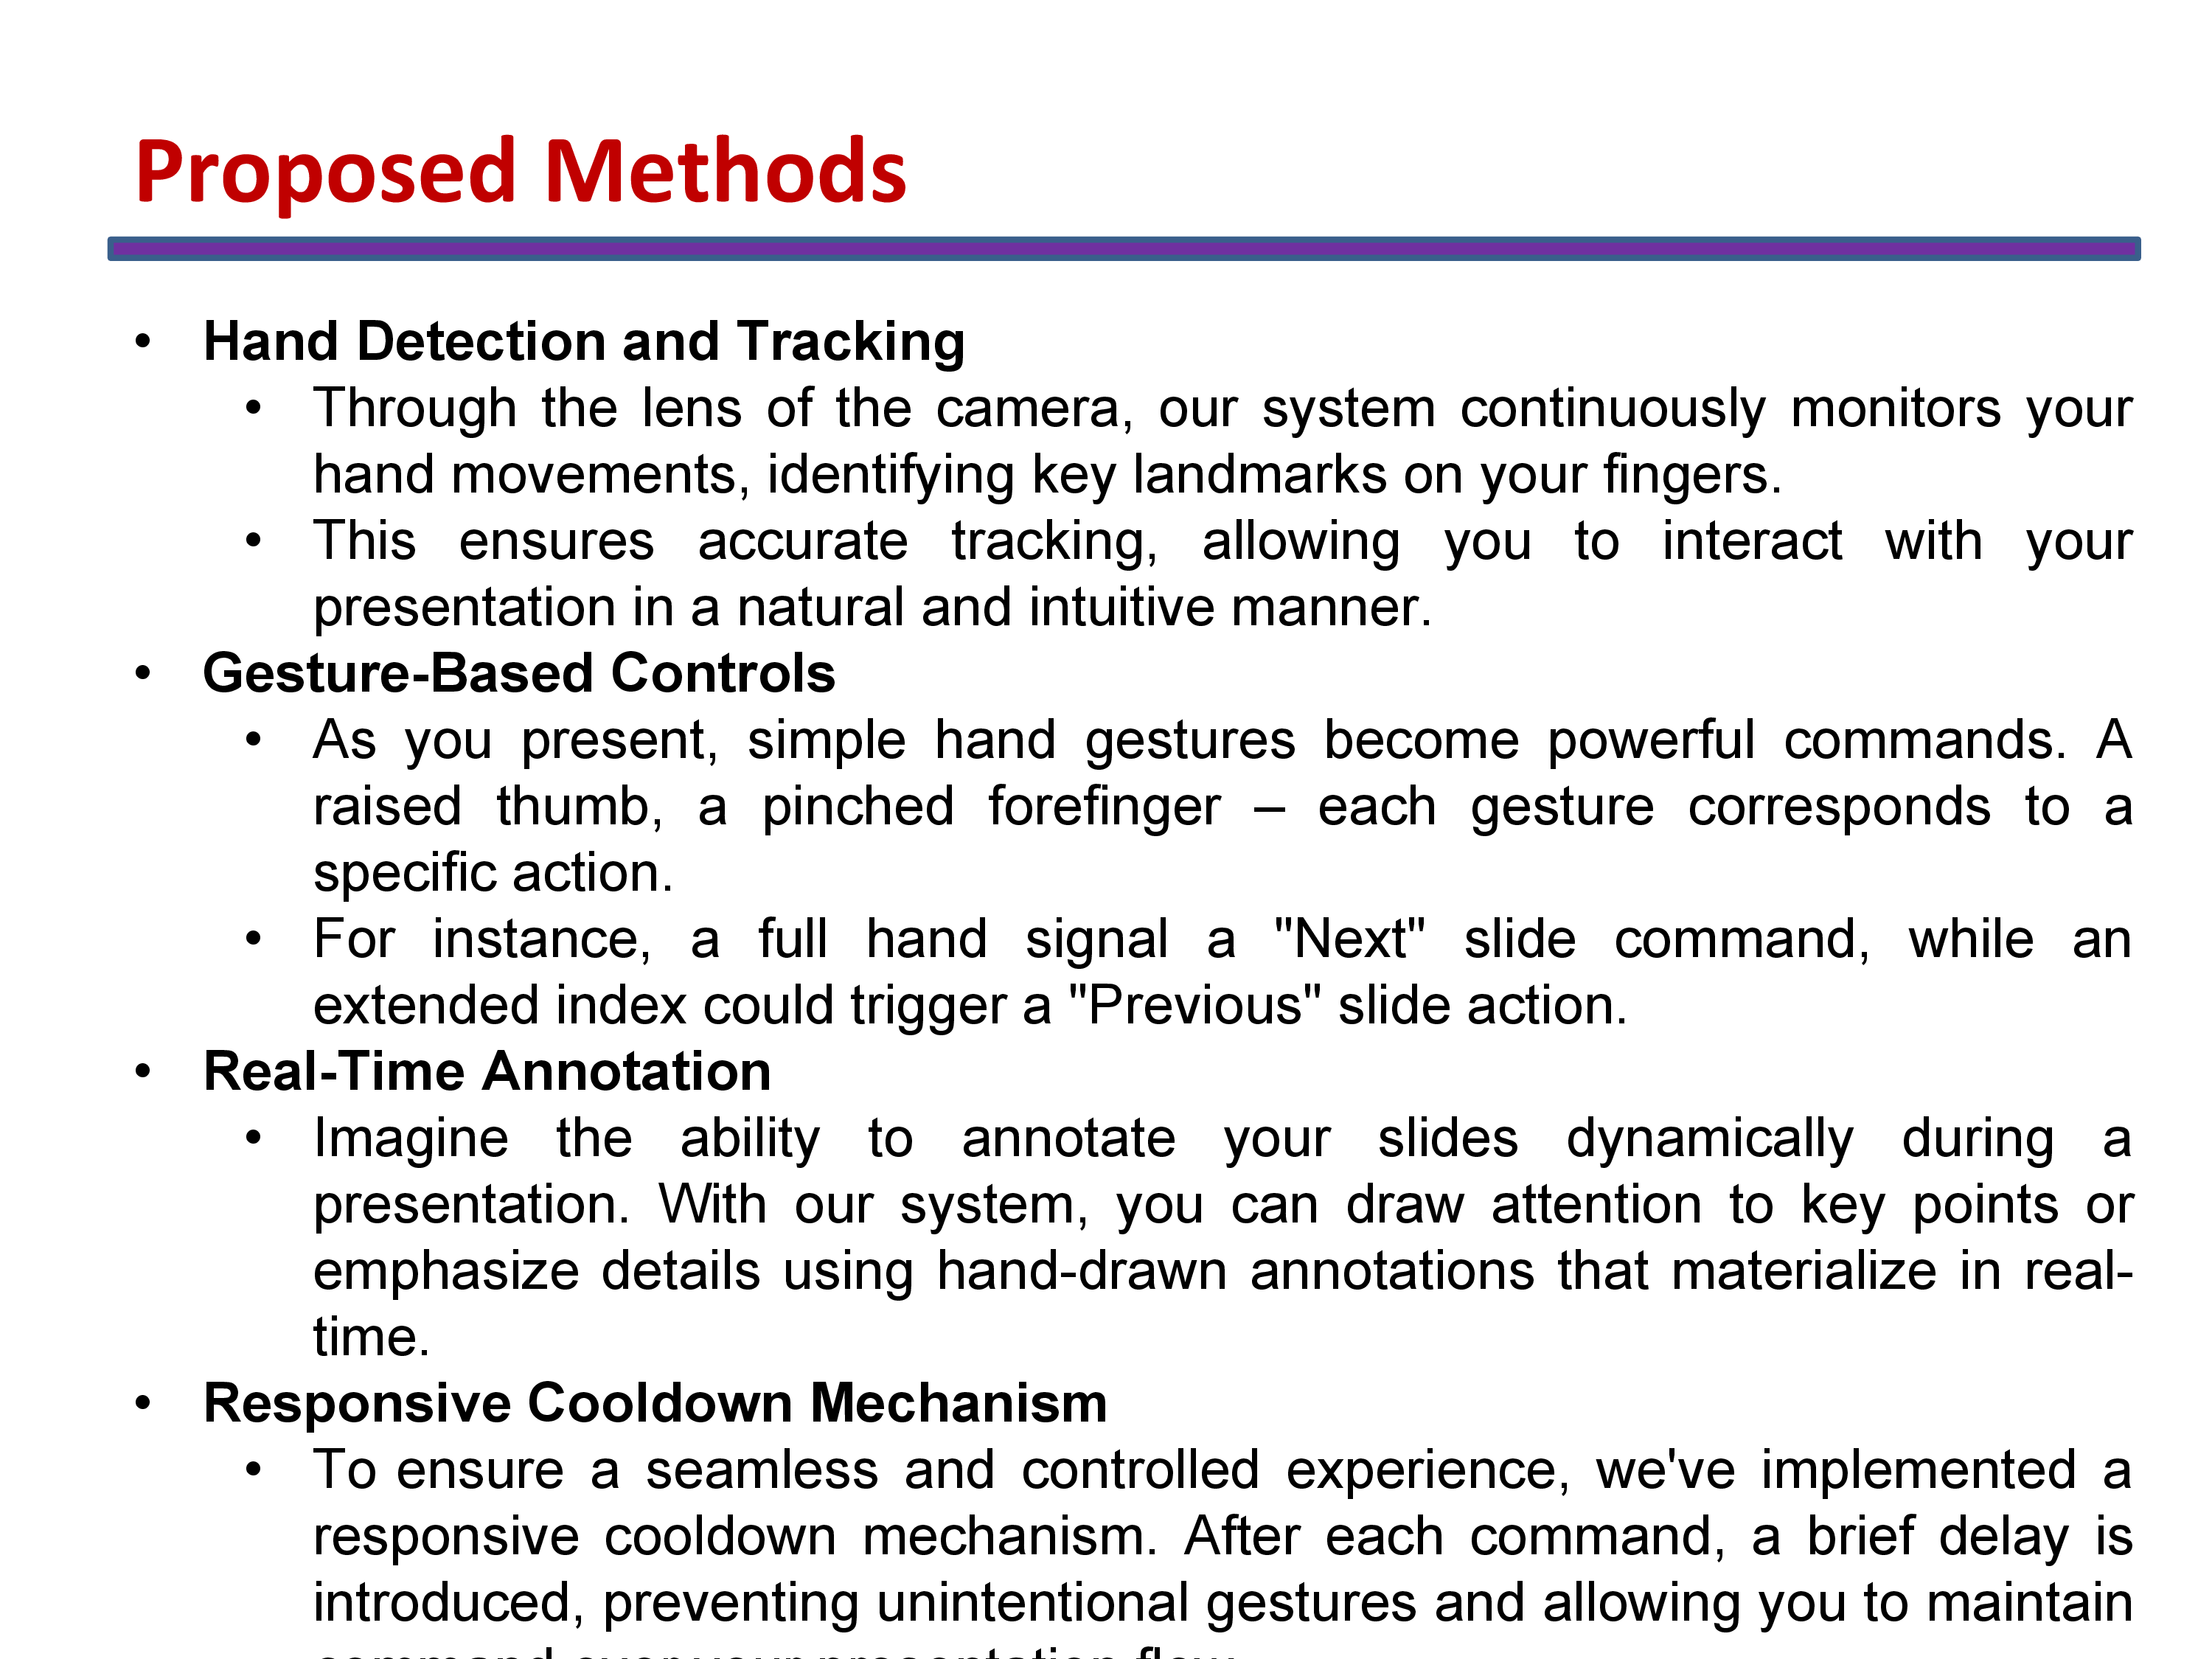 Proposed Methods
• Hand Detection and Tracking
• Through the lens of the camera, our system continuously monitors your
hand movements, identifying key landmarks on your fingers.
• This ensures accurate tracking, allowing you to interact with your
presentation in a natural and intuitive manner.
• Gesture-Based Controls
• As you present, simple hand gestures become powerful commands. A
raised thumb, a pinched forefinger – each gesture corresponds to a
specific action.
• For instance, a full hand signal a "Next" slide command, while an
extended index could trigger a "Previous" slide action.
• Real-Time Annotation
• Imagine the ability to annotate your slides dynamically during a
presentation. With our system, you can draw attention to key points or
emphasize details using hand-drawn annotations that materialize in real-
time.
• Responsive Cooldown Mechanism
• To ensure a seamless and controlled experience, we've implemented a
responsive cooldown mechanism. After each command, a brief delay is
introduced, preventing unintentional gestures and allowing you to maintain
command over your presentation flow.